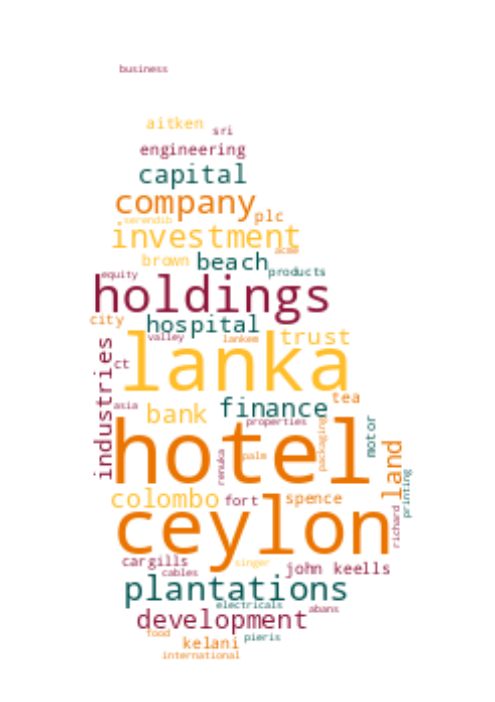 business
aitken
sri
engineering
capital
company
plc
serendib
investment
acme
brown
beach
products
equity
holdings
city
hospital
valley
lankem
trust
ct
lanka
industries
asia
bank
finance
tea
properties
hotel
motor
packaging
renuka
palm
land
printing
colombo
fort
spence
richard
ceylon
cargills
cables
singer
john keells
plantations
electricals
abans
development
food
kelani
pieris
international